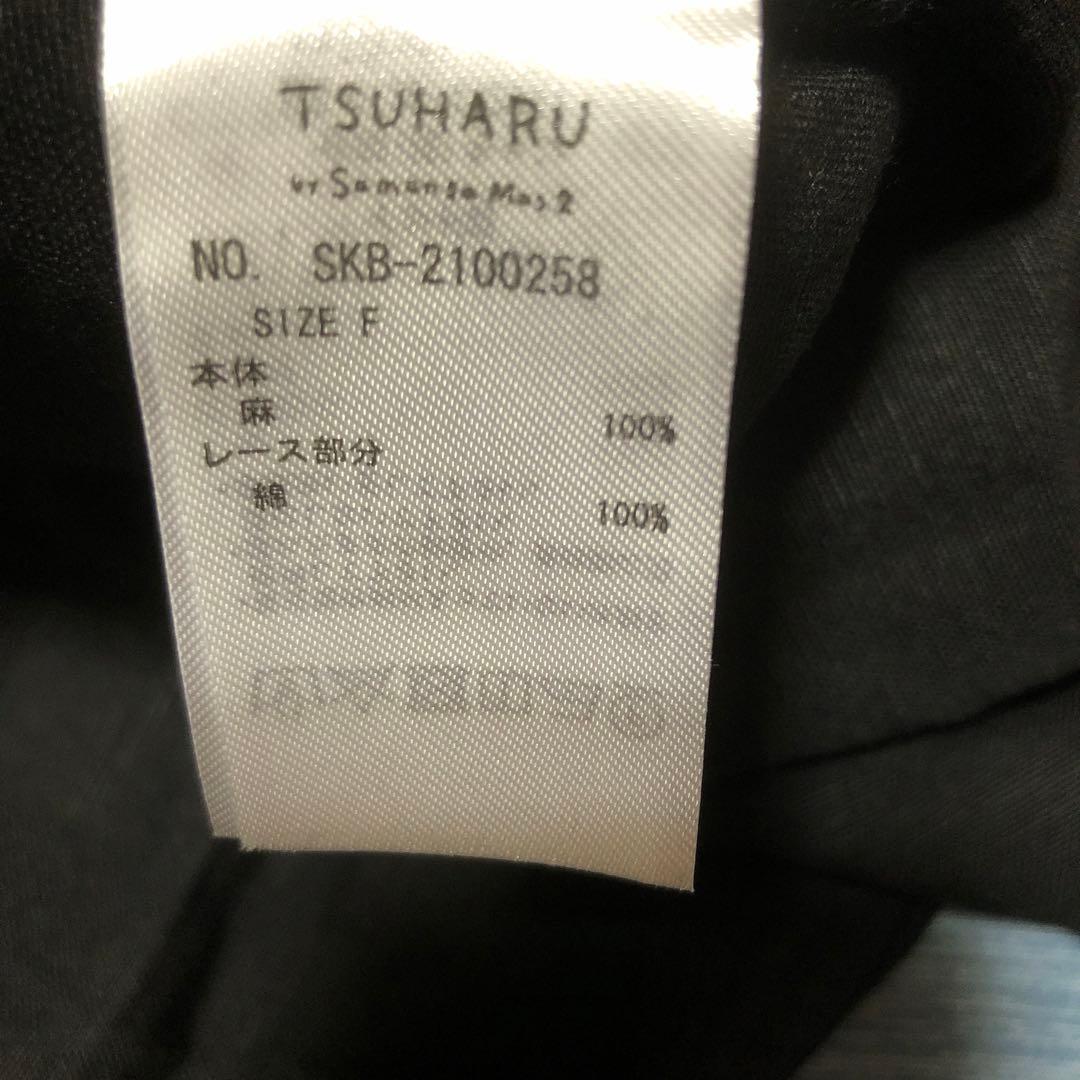 TSUHARU
by Samansa Mos2
NO. SKB-2100258
SIZE F
本体
麻 100%
レース部分
綿 100%